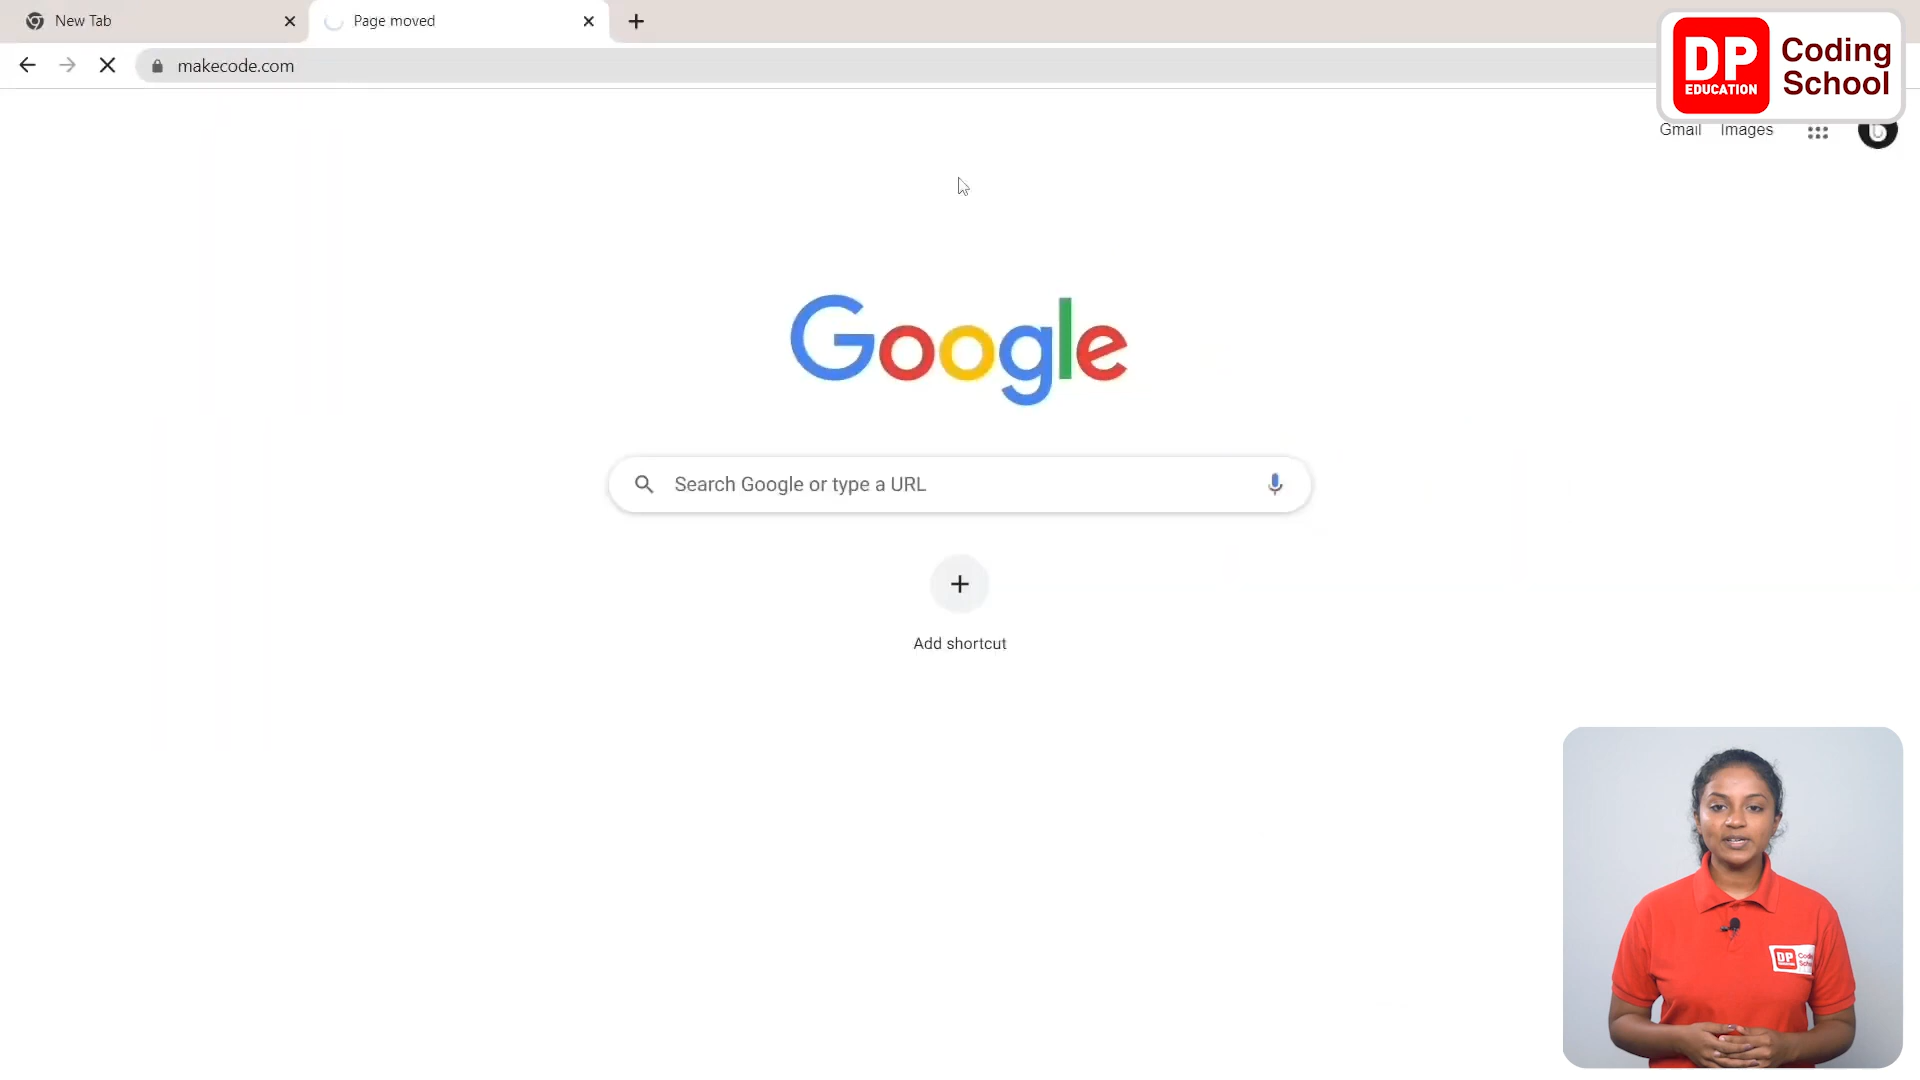 New Tab
Page moved
makecode.com
DP
EDUCATION
Coding
School
Gmail Images
Google
Search Google or type a URL
Add shortcut
DP